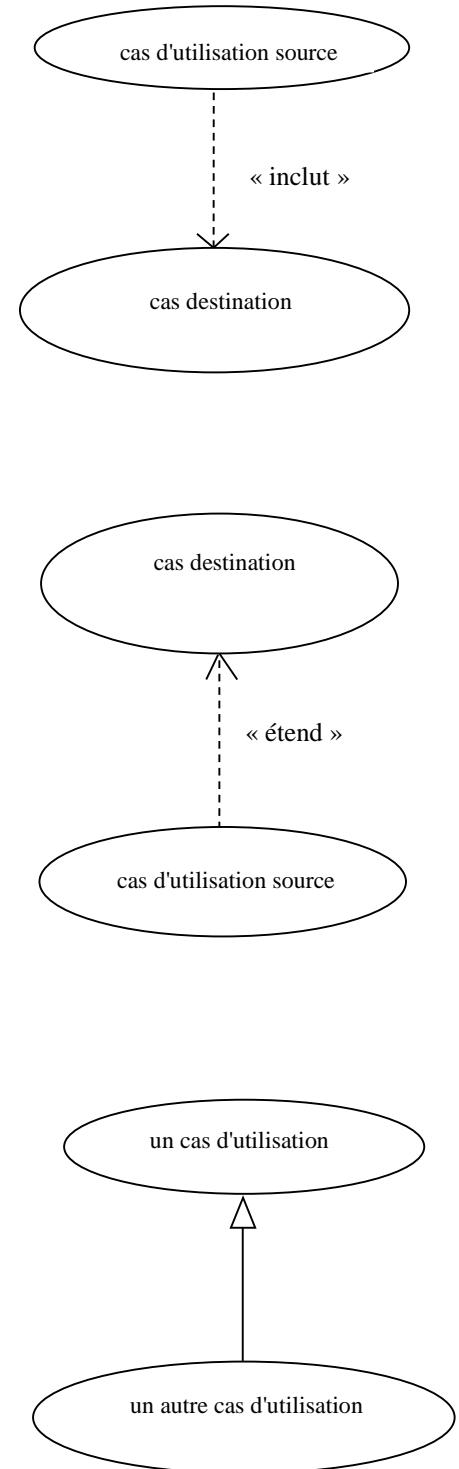 cas d'utilisation source
« inclut »
cas destination
cas destination
« étend »
cas d'utilisation source
un cas d'utilisation
un autre cas d'utilisation